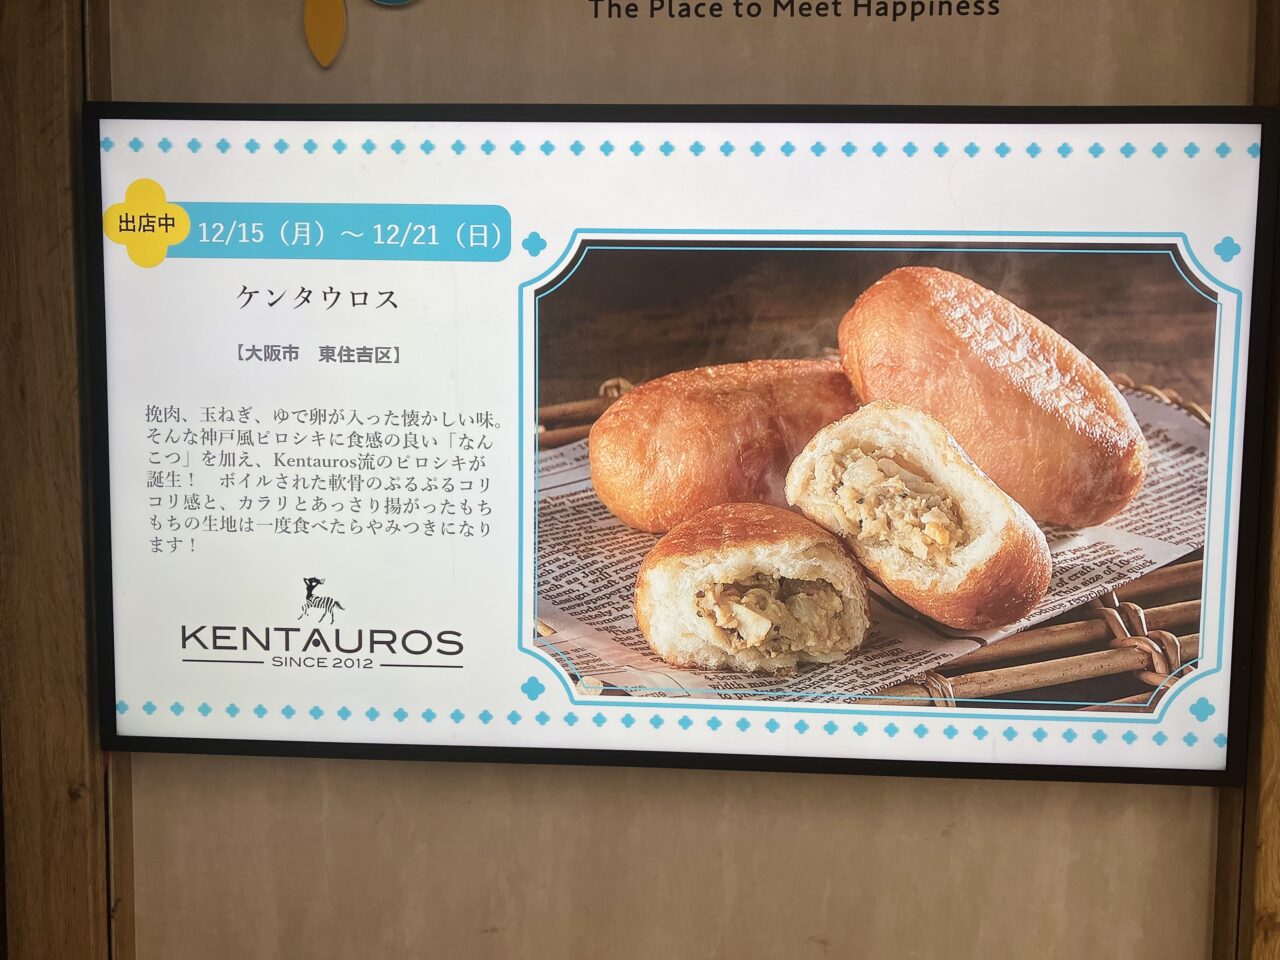 The Place to Meet Happiness
出店中
12/15（月）～ 12/21（日）
ケンタウロス
【大阪市　東住吉区】
挽肉、玉ねぎ、ゆで卵が入った懐かしい味。
そんな神戸風ピロシキに食感の良い「なん
こつ」を加え、Kentauros流のピロシキが
誕生！　ボイルされた軟骨のぷるぷるコリ
コリ感と、カラリとあっさり揚がったもち
もちの生地は一度食べたらやみつきになり
ます！
KENTAUROS
SINCE 2012